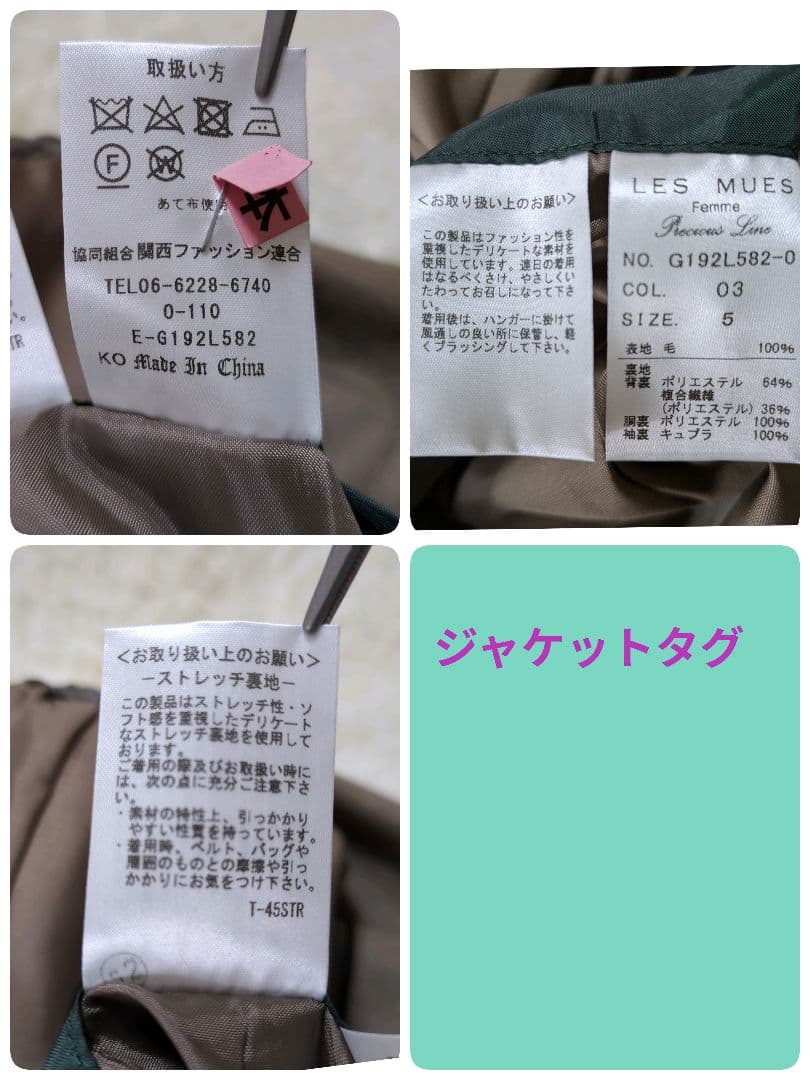 取扱い方
F
W
あて布使
協同組合 関西ファッション連合
TEL06-6228-6740
0-110
E-G192L582
KO Made In China
<お取り扱い上のお願い>
この製品はファッション性を
重視したデリケートな素材を
使用しています。連日の着用
はなるべくさけ、やさしくい
たわってお召しになって下さ
い。
着用後は、ハンガーに掛けて
風通しの良い所に保管し、軽
くブラッシングして下さい。
LES MUES
Femme
Precious Line
NO. G192L582-0
COL. 03
SIZE. 5
表地 毛 100%
裏地
背裏 ポリエステル 64%
複合繊維
(ポリエステル) 36%
胴裏 ポリエステル 100%
袖裏 キュプラ 100%
い。
STR
<お取り扱い上のお願い>
―ストレッチ裏地―
この製品はストレッチ性・ソ
フト感を重視したデリケート
なストレッチ裏地を使用して
おります。
ご着用の際及びお取扱い時に
は、次の点に充分ご注意下さ
い。
・素材の特性上、引っかかり
やすい性質を持っています。
・着用時、ベルト、バッグや
周囲のものとの摩擦や引っ
かかりにお気をつけ下さい。
T-45STR
ジャケットタグ